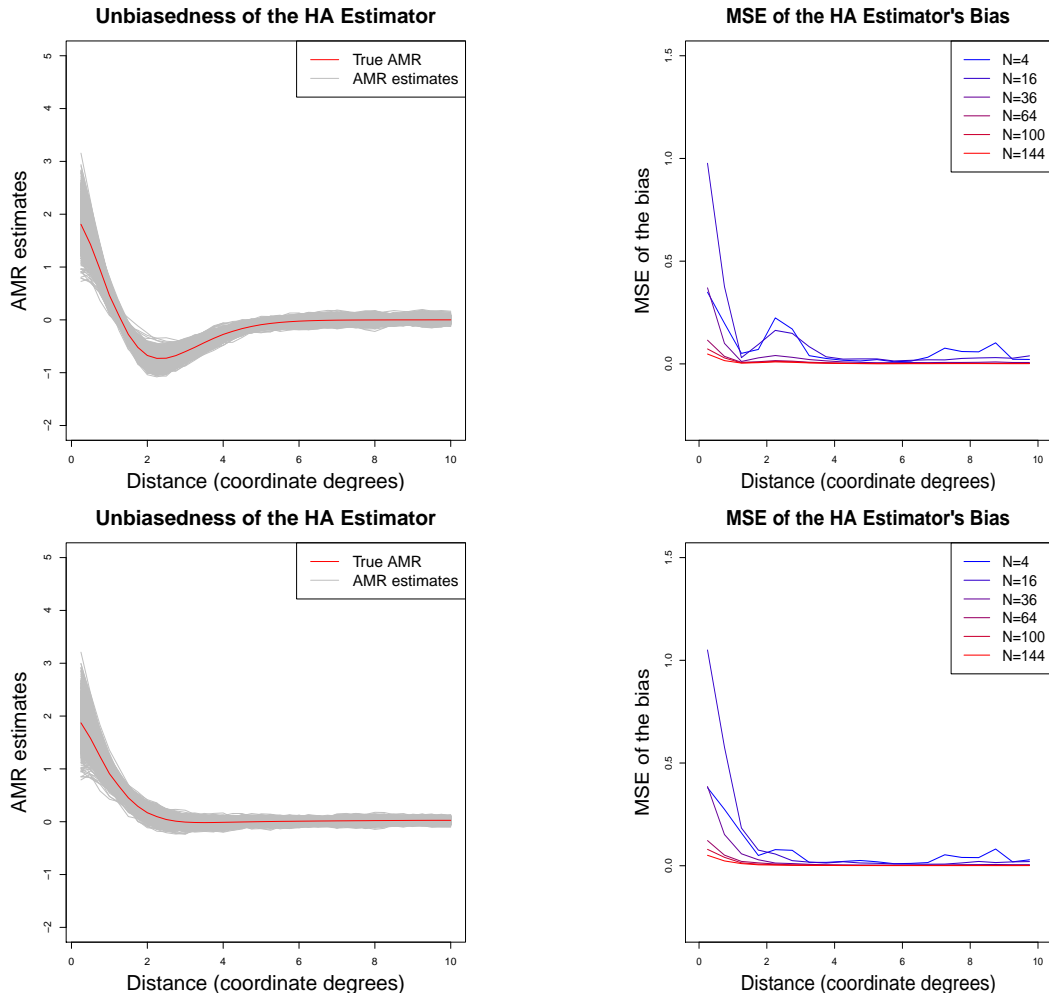 Unbiasedness of the HA Estimator
True AMR
AMR estimates
5
4
3
2
1
0
−1
−2
AMR estimates
0 2 4 6 8 10
Distance (coordinate degrees)
MSE of the HA Estimator's Bias
N=4
N=16
N=36
N=64
N=100
N=144
1.5
1.0
0.5
0.0
MSE of the bias
0 2 4 6 8 10
Distance (coordinate degrees)
Unbiasedness of the HA Estimator
True AMR
AMR estimates
5
4
3
2
1
0
−1
−2
AMR estimates
0 2 4 6 8 10
Distance (coordinate degrees)
MSE of the HA Estimator's Bias
N=4
N=16
N=36
N=64
N=100
N=144
1.5
1.0
0.5
0.0
MSE of the bias
0 2 4 6 8 10
Distance (coordinate degrees)